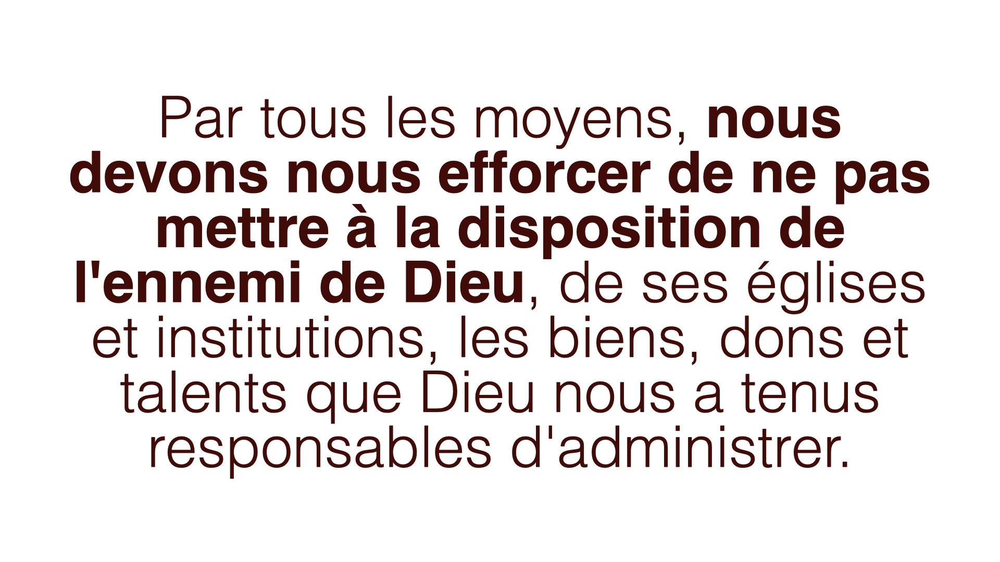 Par tous les moyens, nous
devons nous efforcer de ne pas
mettre à la disposition de
l'ennemi de Dieu, de ses églises
et institutions, les biens, dons et
talents que Dieu nous a tenus
responsables d'administrer.